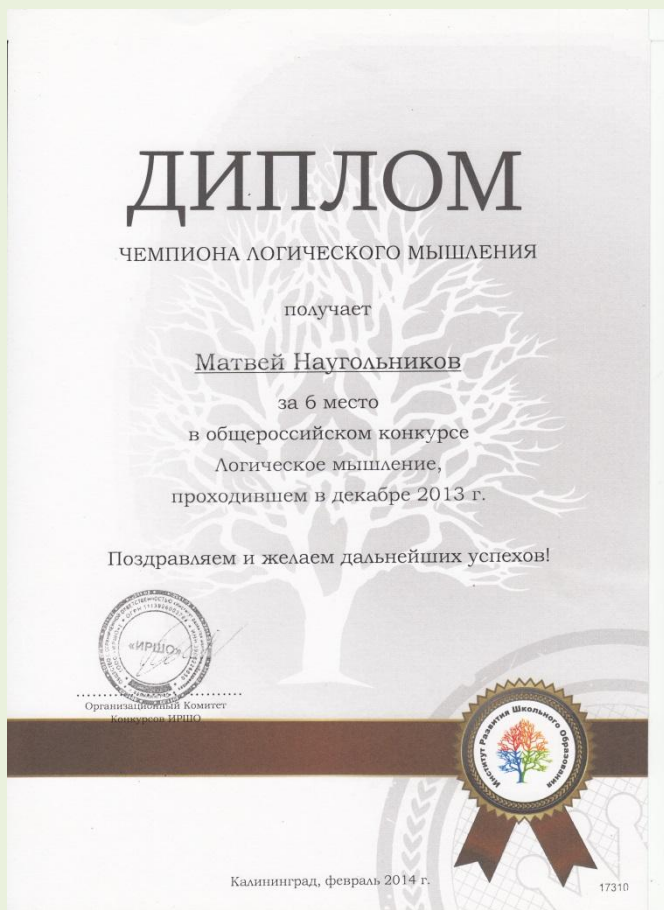 ДИПЛОМ
ЧЕМПИОНА ЛОГИЧЕСКОГО МЫШЛЕНИЯ
получает
Матвей Наугольников
за 6 место
в общероссийском конкурсе
Логическое мышление,
проходившем в декабре 2013 г.
Поздравляем и желаем дальнейших успехов!
«ИРШО»
Организационный Комитет
Конкурсов ИРШО
Институт Развития Школьного Образования
Калининград, февраль 2014 г.
17310